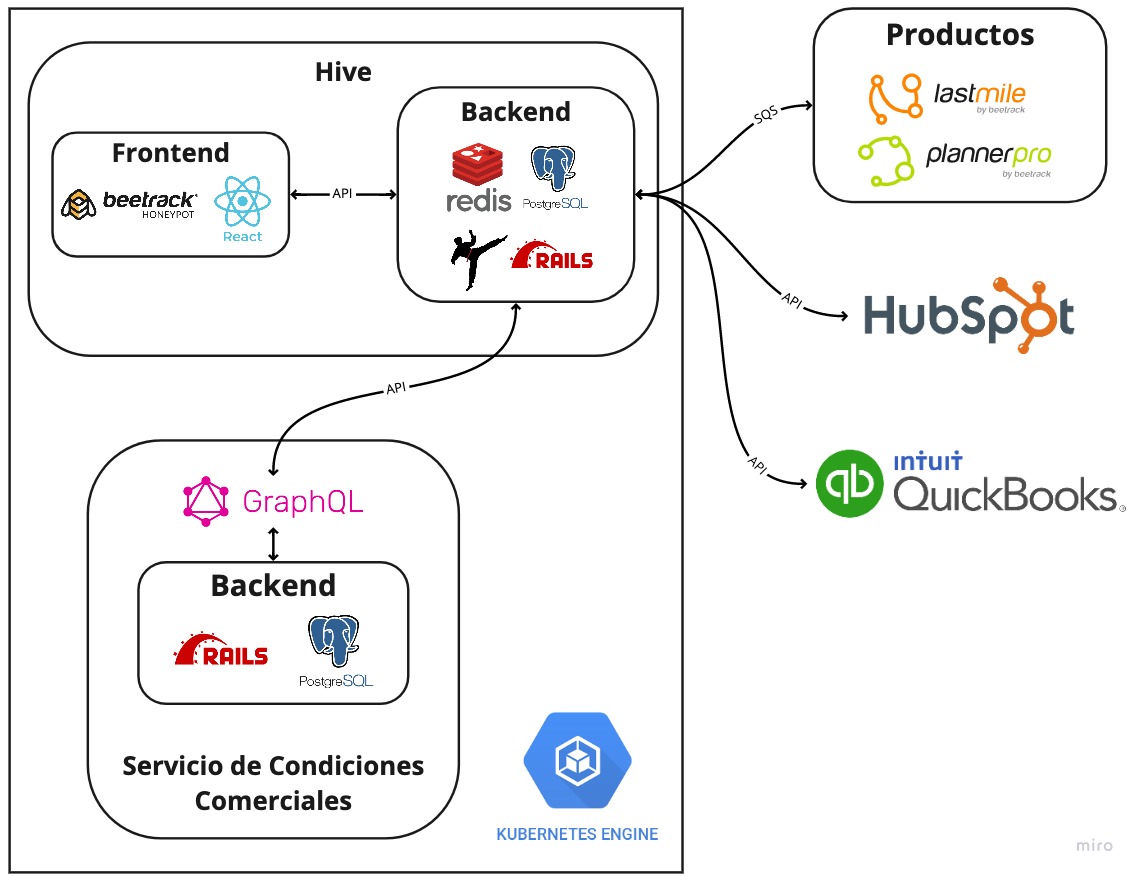 Hive
Frontend
beetrack
HONEYPOT
React
API
Backend
redis
PostgreSQL
RAILS
SQS
Productos
lastmile
by beetrack
plannerpro
by beetrack
API
HubSpot
API
intuit
qb
QuickBooks®
API
GraphQL
Backend
RAILS
PostgreSQL
Servicio de Condiciones
Comerciales
KUBERNETES ENGINE
miro